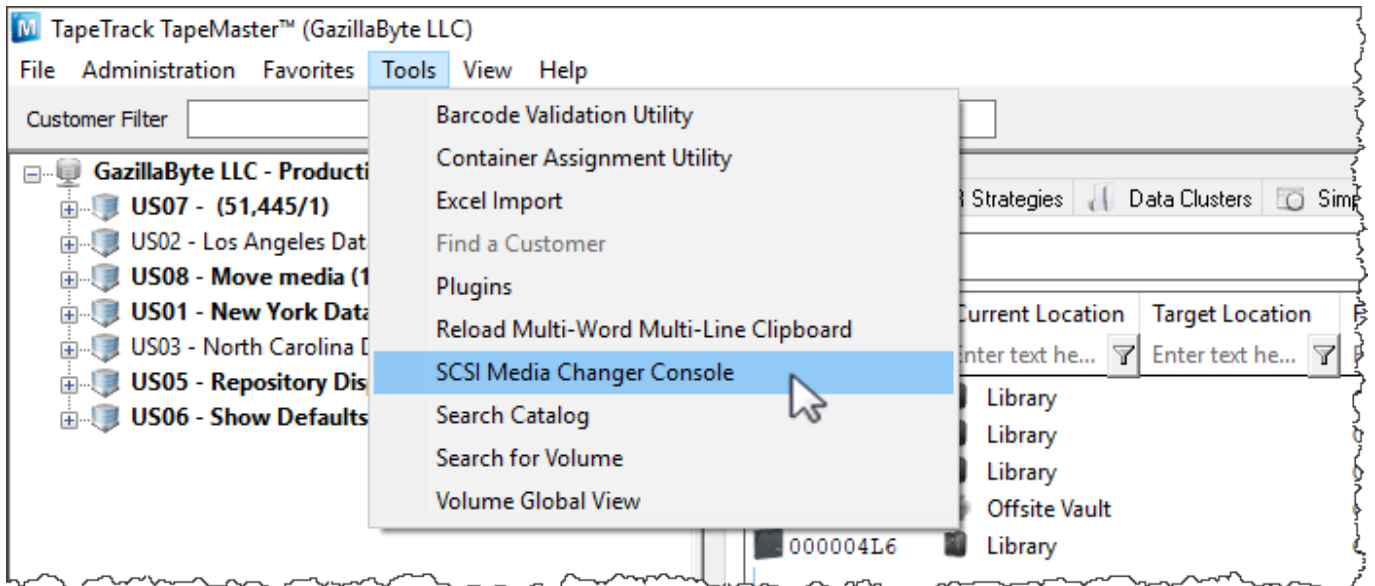 TapeTrack TapeMaster™ (GazillaByte LLC)
File Administration Favorites Tools View Help
Customer Filter
Barcode Validation Utility
Container Assignment Utility
Excel Import
Find a Customer
Plugins
Reload Multi-Word Multi-Line Clipboard
SCSI Media Changer Console
Search Catalog
Search for Volume
Volume Global View
GazillaByte LLC - Producti
US07 - (51,445/1)
US02 - Los Angeles Dat
US08 - Move media (1
US01 - New York Data
US03 - North Carolina D
US05 - Repository Dis
US06 - Show Defaults
Strategies Data Clusters Simp
Current Location Target Location
Enter text he... Enter text he...
Library
Library
Library
Offsite Vault
000004L6 Library